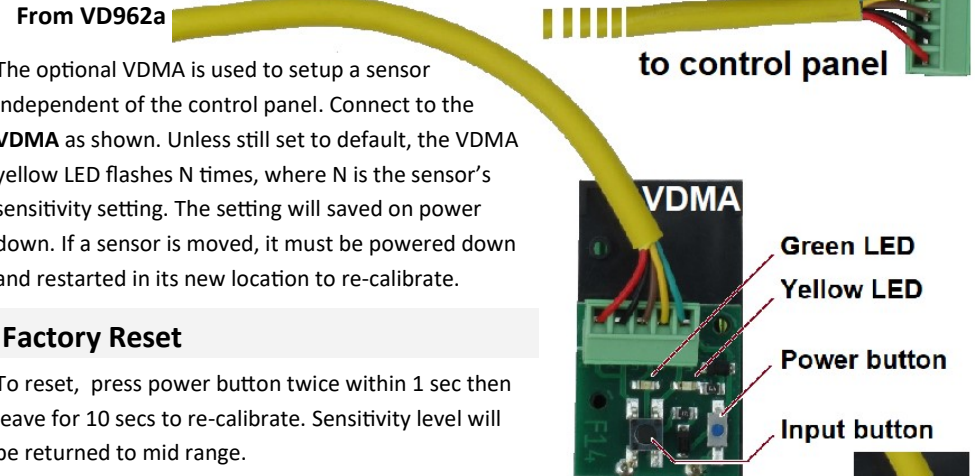 From VD962a
to control panel
The optional VDMA is used to setup a sensor
independent of the control panel. Connect to the
VDMA as shown. Unless still set to default, the VDMA
yellow LED flashes N times, where N is the sensor's
sensitivity setting. The setting will saved on power
down. If a sensor is moved, it must be powered down
and restarted in its new location to re-calibrate.
Factory Reset
To reset, press power button twice within 1 sec then
leave for 10 secs to re-calibrate. Sensitivity level will
be returned to mid range.
VDMA
Green LED
Yellow LED
Power button
Input button
F14